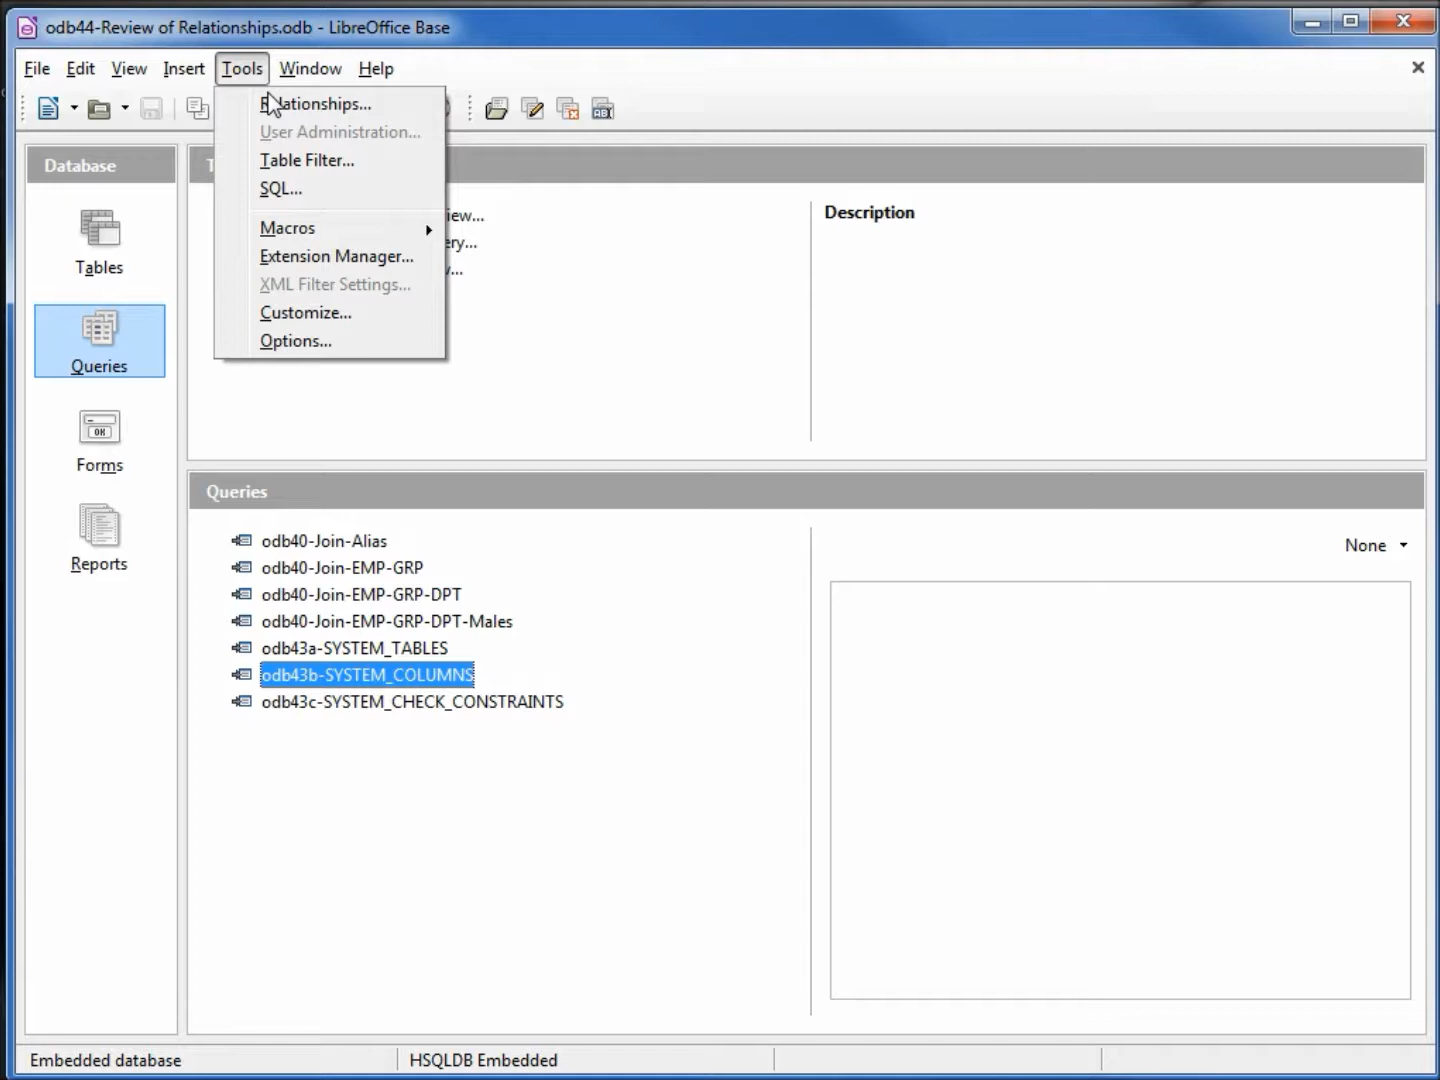 odb44-Review of Relationships.odb - LibreOffice Base
File Edit View Insert Tools Window Help
Relationships...
User Administration...
Table Filter...
SQL...
Macros
Extension Manager...
XML Filter Settings...
Customize...
Options...
Database
Tables
Queries
Forms
Reports
Description
Queries
odb40-Join-Alias
odb40-Join-EMP-GRP
odb40-Join-EMP-GRP-DPT
odb40-Join-EMP-GRP-DPT-Males
odb43a-SYSTEM_TABLES
odb43b-SYSTEM_COLUMNS
odb43c-SYSTEM_CHECK_CONSTRAINTS
None
Embedded database
HSQLDB Embedded